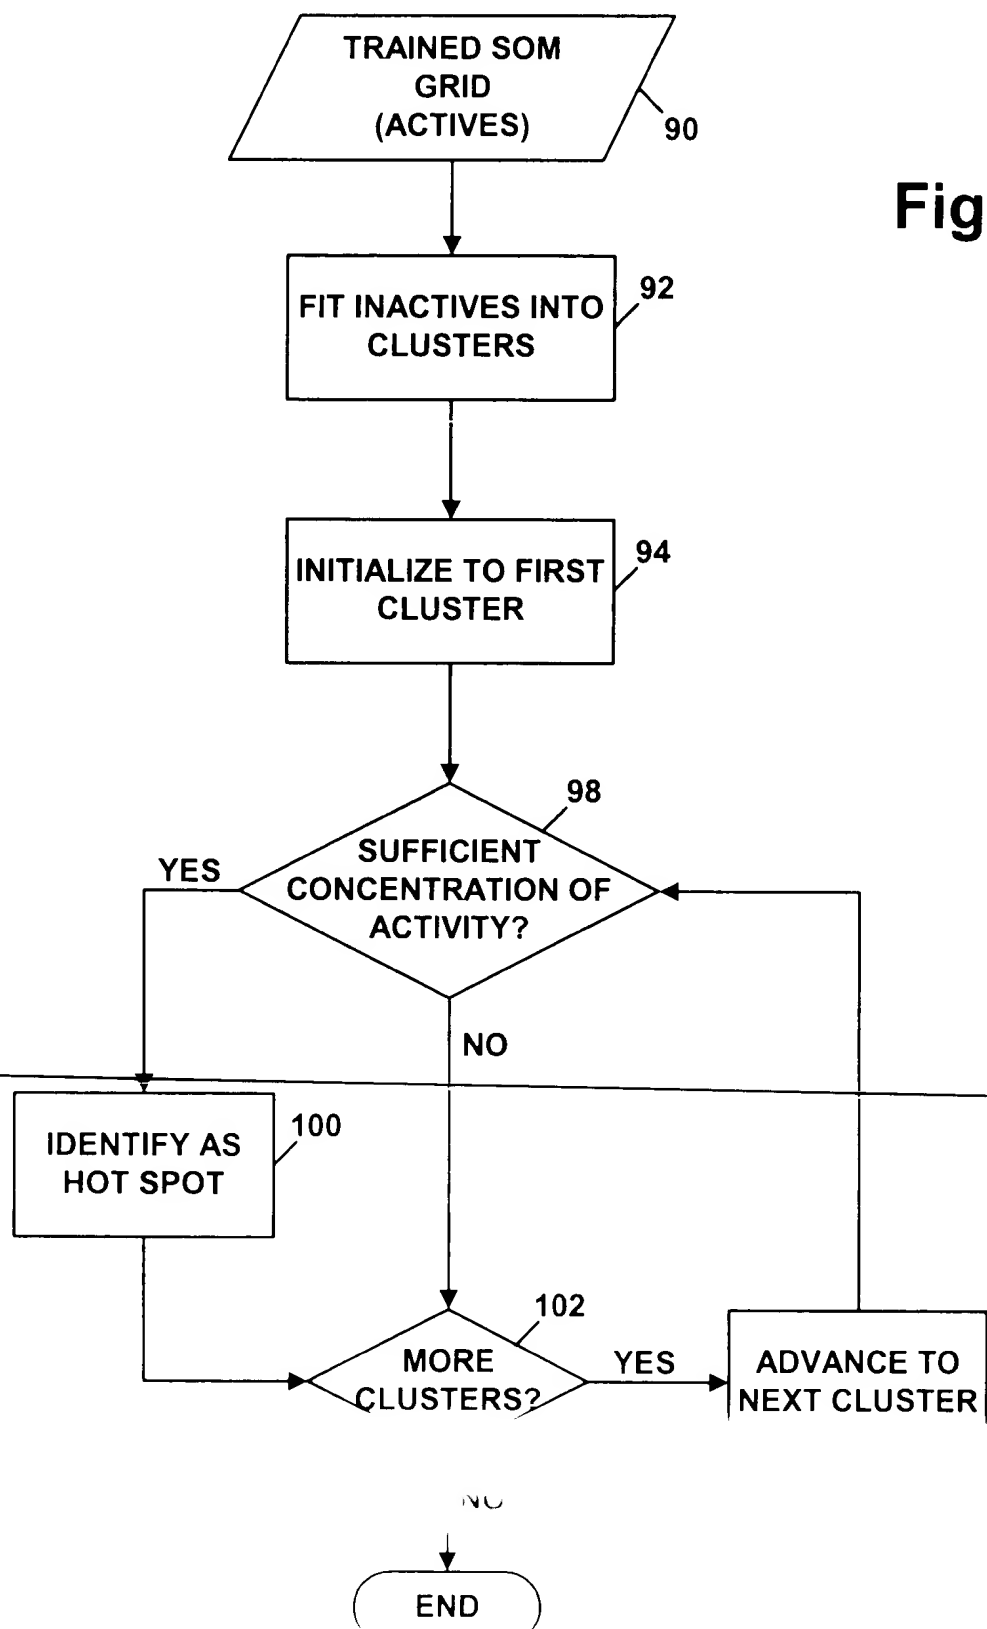 TRAINED SOM
GRID
(ACTIVES)
90
Fig
FIT INACTIVES INTO
CLUSTERS
92
INITIALIZE TO FIRST
CLUSTER
94
98
SUFFICIENT
CONCENTRATION OF
ACTIVITY?
YES
NO
IDENTIFY AS
HOT SPOT
100
102
MORE
CLUSTERS?
YES
ADVANCE TO
NEXT CLUSTER
NO
END